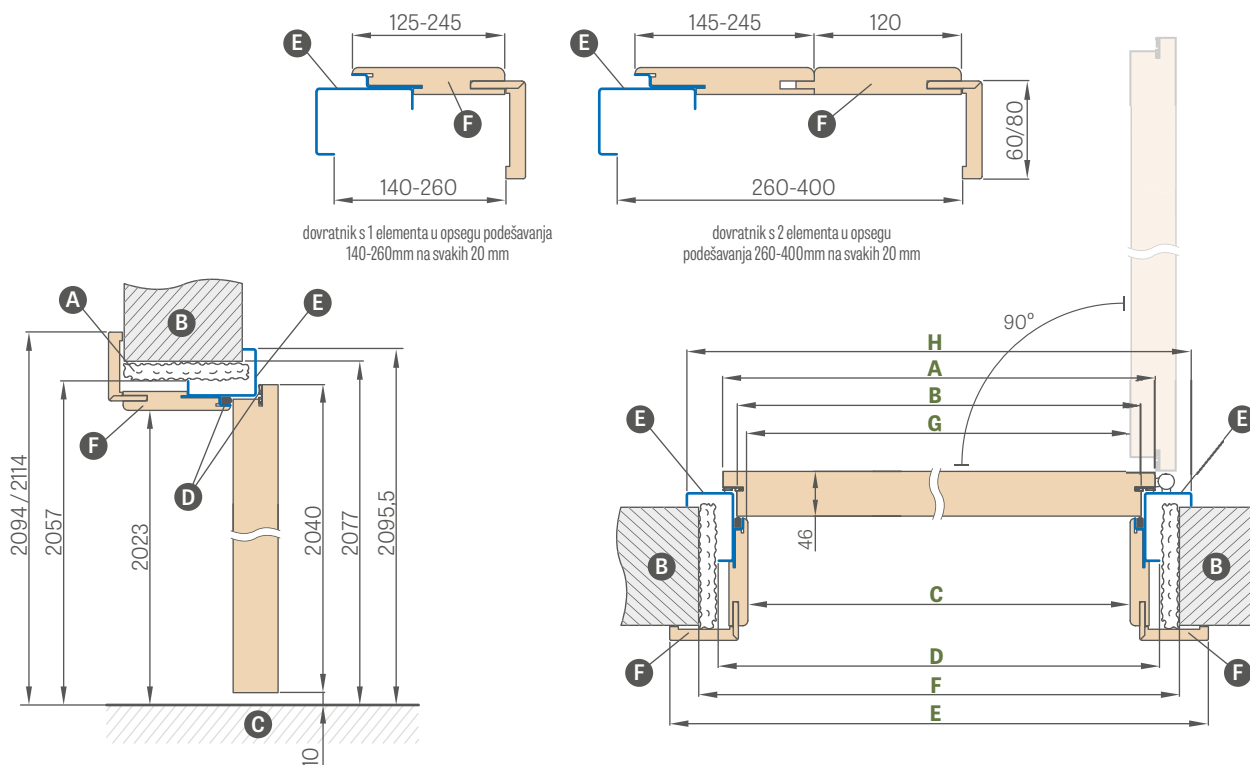 125-245
E
F
140-260
dovratnik s 1 elementa u opsegu podešavanja
140-260mm na svakih 20 mm
145-245
120
E
F
60/80
260-400
dovratnik s 2 elementa u opsegu
podešavanja 260-400mm na svakih 20 mm
A
B
E
F
D
C
2094/2114
2057
2023
2040
2077
2095,5
10
90°
H
A
B
G
E
E
46
B
B
C
D
F
F
F
E